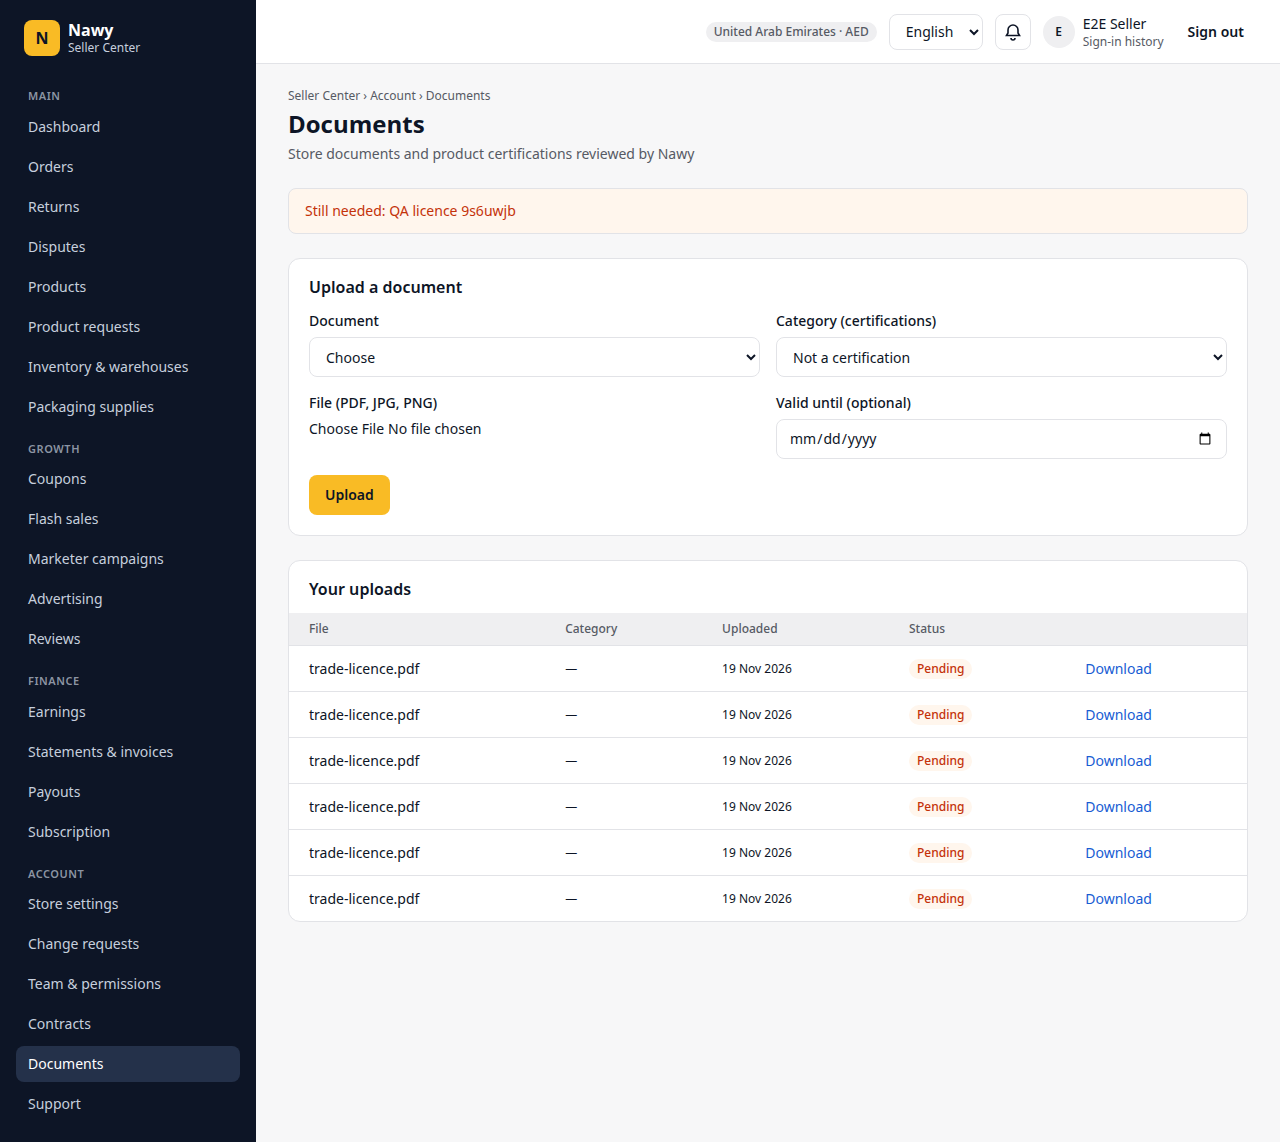 N
Nawy
Seller Center
United Arab Emirates · AED
English
E
E2E Seller
Sign-in history
Sign out
MAIN
Dashboard
Orders
Returns
Disputes
Products
Product requests
Inventory & warehouses
Packaging supplies
GROWTH
Coupons
Flash sales
Marketer campaigns
Advertising
Reviews
FINANCE
Earnings
Statements & invoices
Payouts
Subscription
ACCOUNT
Store settings
Change requests
Team & permissions
Contracts
Documents
Support
Seller Center › Account › Documents
Documents
Store documents and product certifications reviewed by Nawy
Still needed: QA licence 9s6uwjb
Upload a document
Document
Category (certifications)
Choose
Not a certification
File (PDF, JPG, PNG)
Valid until (optional)
Choose File No file chosen
mm/dd/yyyy
Upload
Your uploads
File Category Uploaded Status
trade-licence.pdf — 19 Nov 2026 Pending Download
trade-licence.pdf — 19 Nov 2026 Pending Download
trade-licence.pdf — 19 Nov 2026 Pending Download
trade-licence.pdf — 19 Nov 2026 Pending Download
trade-licence.pdf — 19 Nov 2026 Pending Download
trade-licence.pdf — 19 Nov 2026 Pending Download